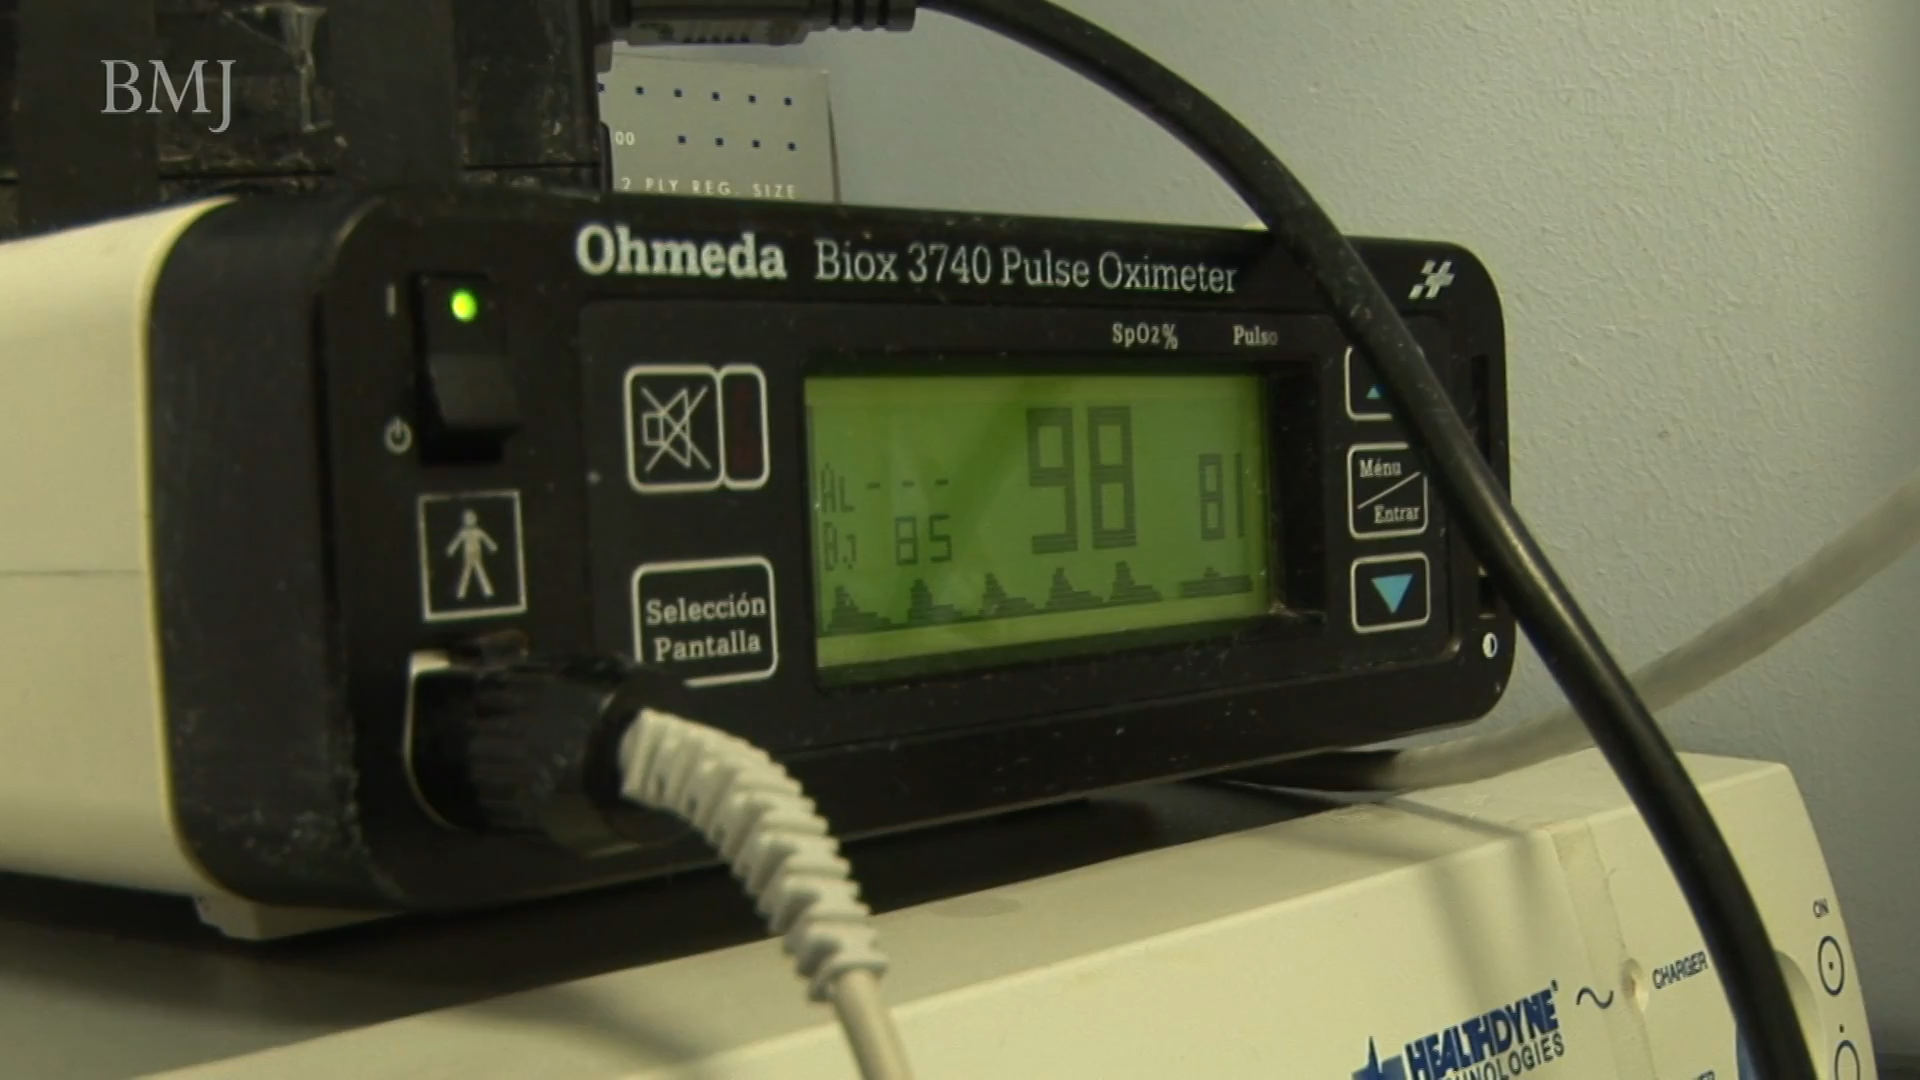 BMJ
00
2 PLY REG. SIZE
Ohmeda Biox 3740 Pulse Oximeter
SpO2% Pulso
AL ---
98
81
BJ 85
Selección
Pantalla
Ménu
Entrar
ON
CHARGER
HEALTHDYNE